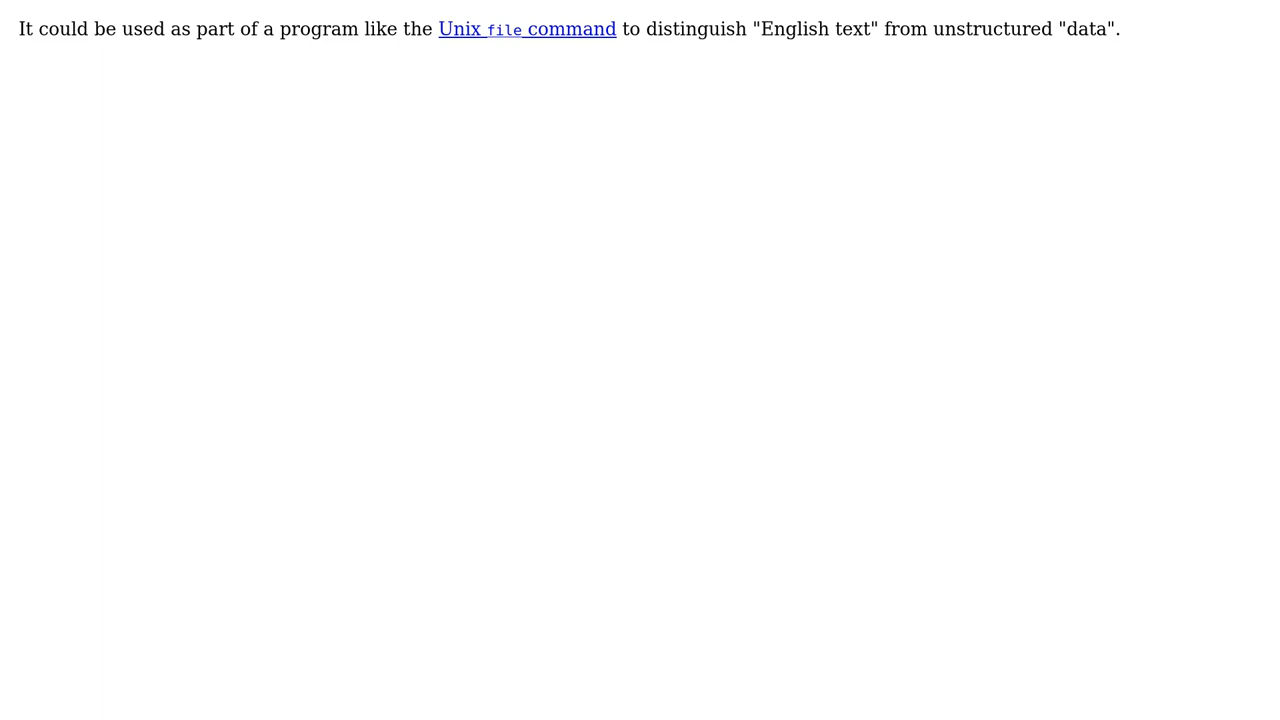 It could be used as part of a program like the Unix file command to distinguish "English text" from unstructured "data".